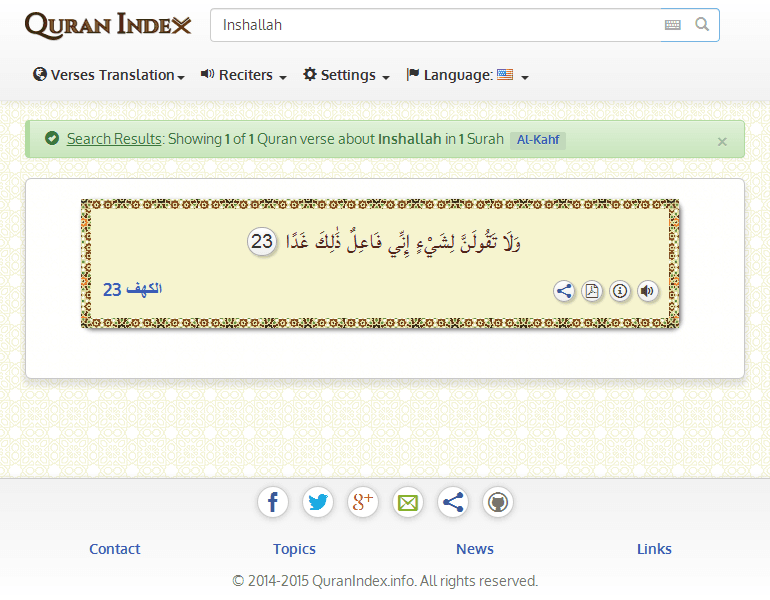 QURAN INDEX
Inshallah
Verses Translation
Reciters
Settings
Language:
Search Results: Showing 1 of 1 Quran verse about Inshallah in 1 Surah Al-Kahf ×
وَلَا تَقُولَنَّ لِشَيْءٍ إِنِّي فَاعِلٌ ذَٰلِكَ غَدًا 23
الكهف 23
Contact
Topics
News
Links
© 2014-2015 QuranIndex.info. All rights reserved.